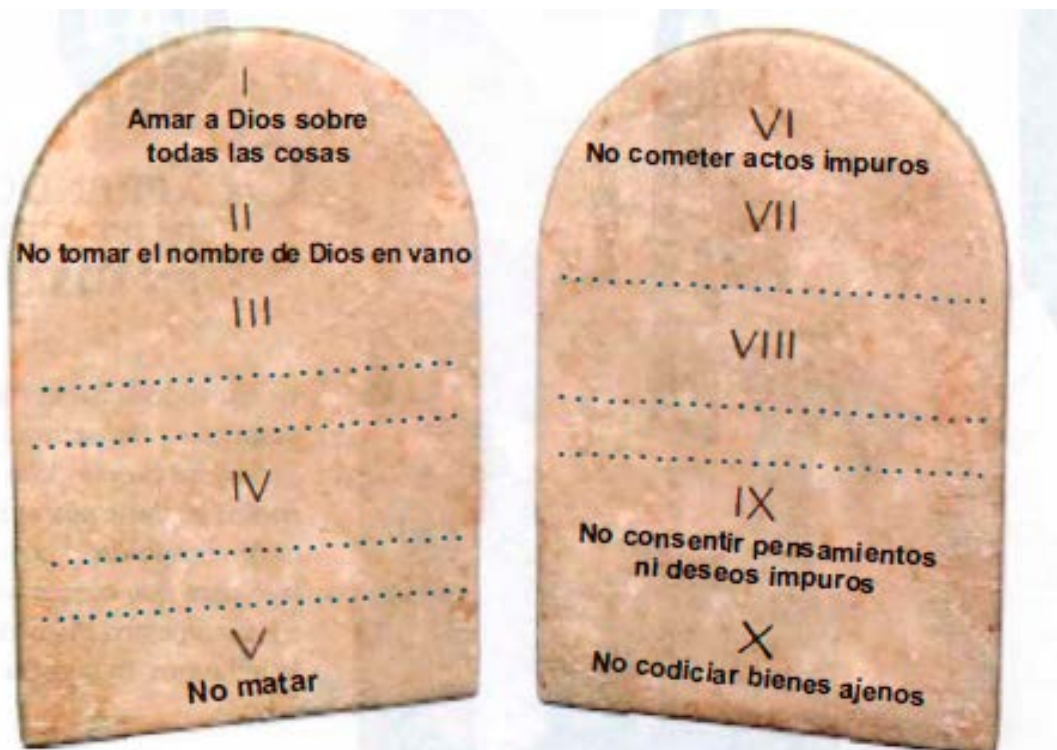 I
Amar a Dios sobre
todas las cosas
II
No tomar el nombre de Dios en vano
III
IV
V
No matar
VI
No cometer actos impuros
VII
VIII
IX
No consentir pensamientos
ni deseos impuros
X
No codiciar bienes ajenos